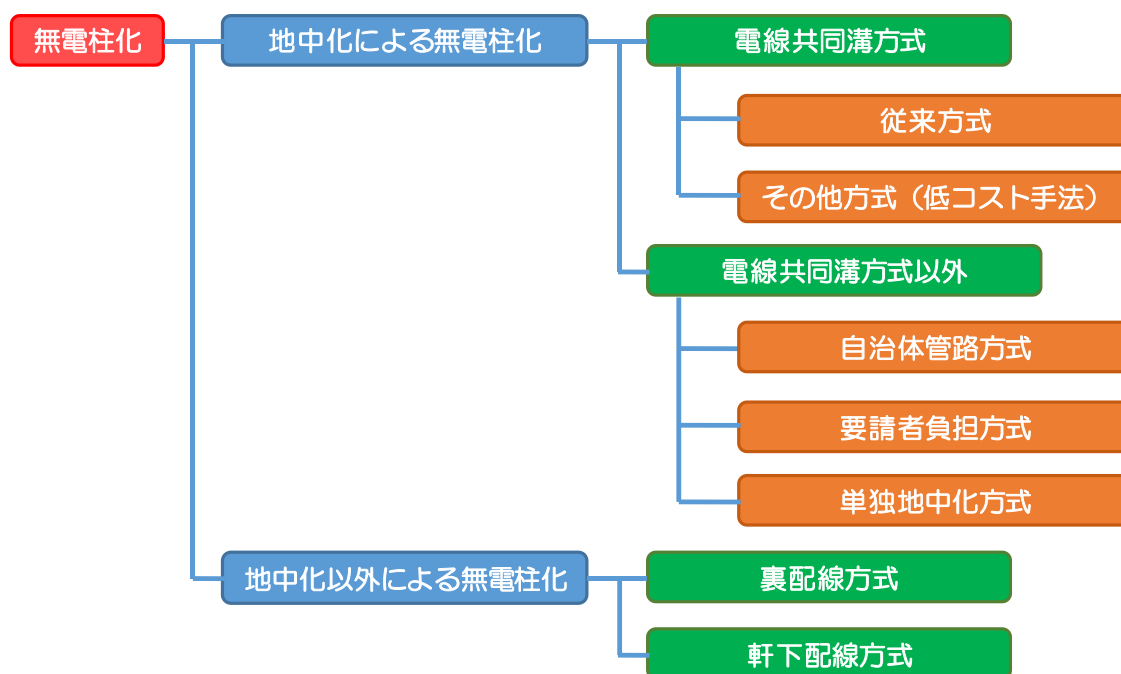 無電柱化
地中化による無電柱化
電線共同溝方式
従来方式
その他方式（低コスト手法）
電線共同溝方式以外
自治体管路方式
要請者負担方式
単独地中化方式
地中化以外による無電柱化
裏配線方式
軒下配線方式